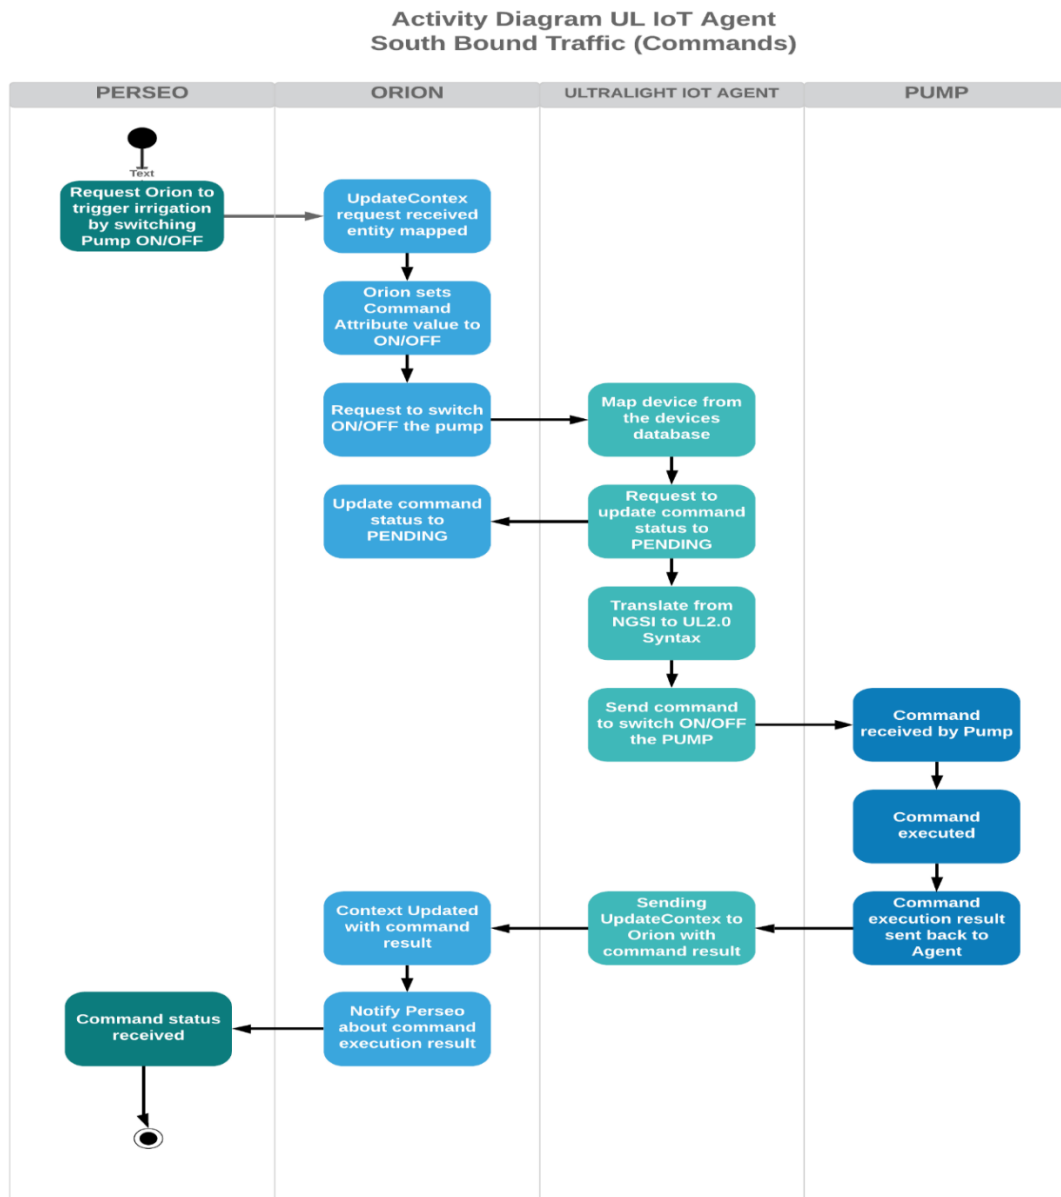 Activity Diagram UL IoT Agent
South Bound Traffic (Commands)
PERSEO
ORION
ULTRALIGHT IOT AGENT
PUMP
Text
Request Orion to
trigger irrigation
by switching
Pump ON/OFF
UpdateContex
request received
entity mapped
Orion sets
Command
Attribute value to
ON/OFF
Request to switch
ON/OFF the pump
Map device from
the devices
database
Update command
status to
PENDING
Request to
update command
status to
PENDING
Translate from
NGSI to UL2.0
Syntax
Send command
to switch ON/OFF
the PUMP
Command
received by Pump
Command
executed
Context Updated
with command
result
Sending
UpdateContex to
Orion with
command result
Command
execution result
sent back to
Agent
Command status
received
Notify Perseo
about command
execution result